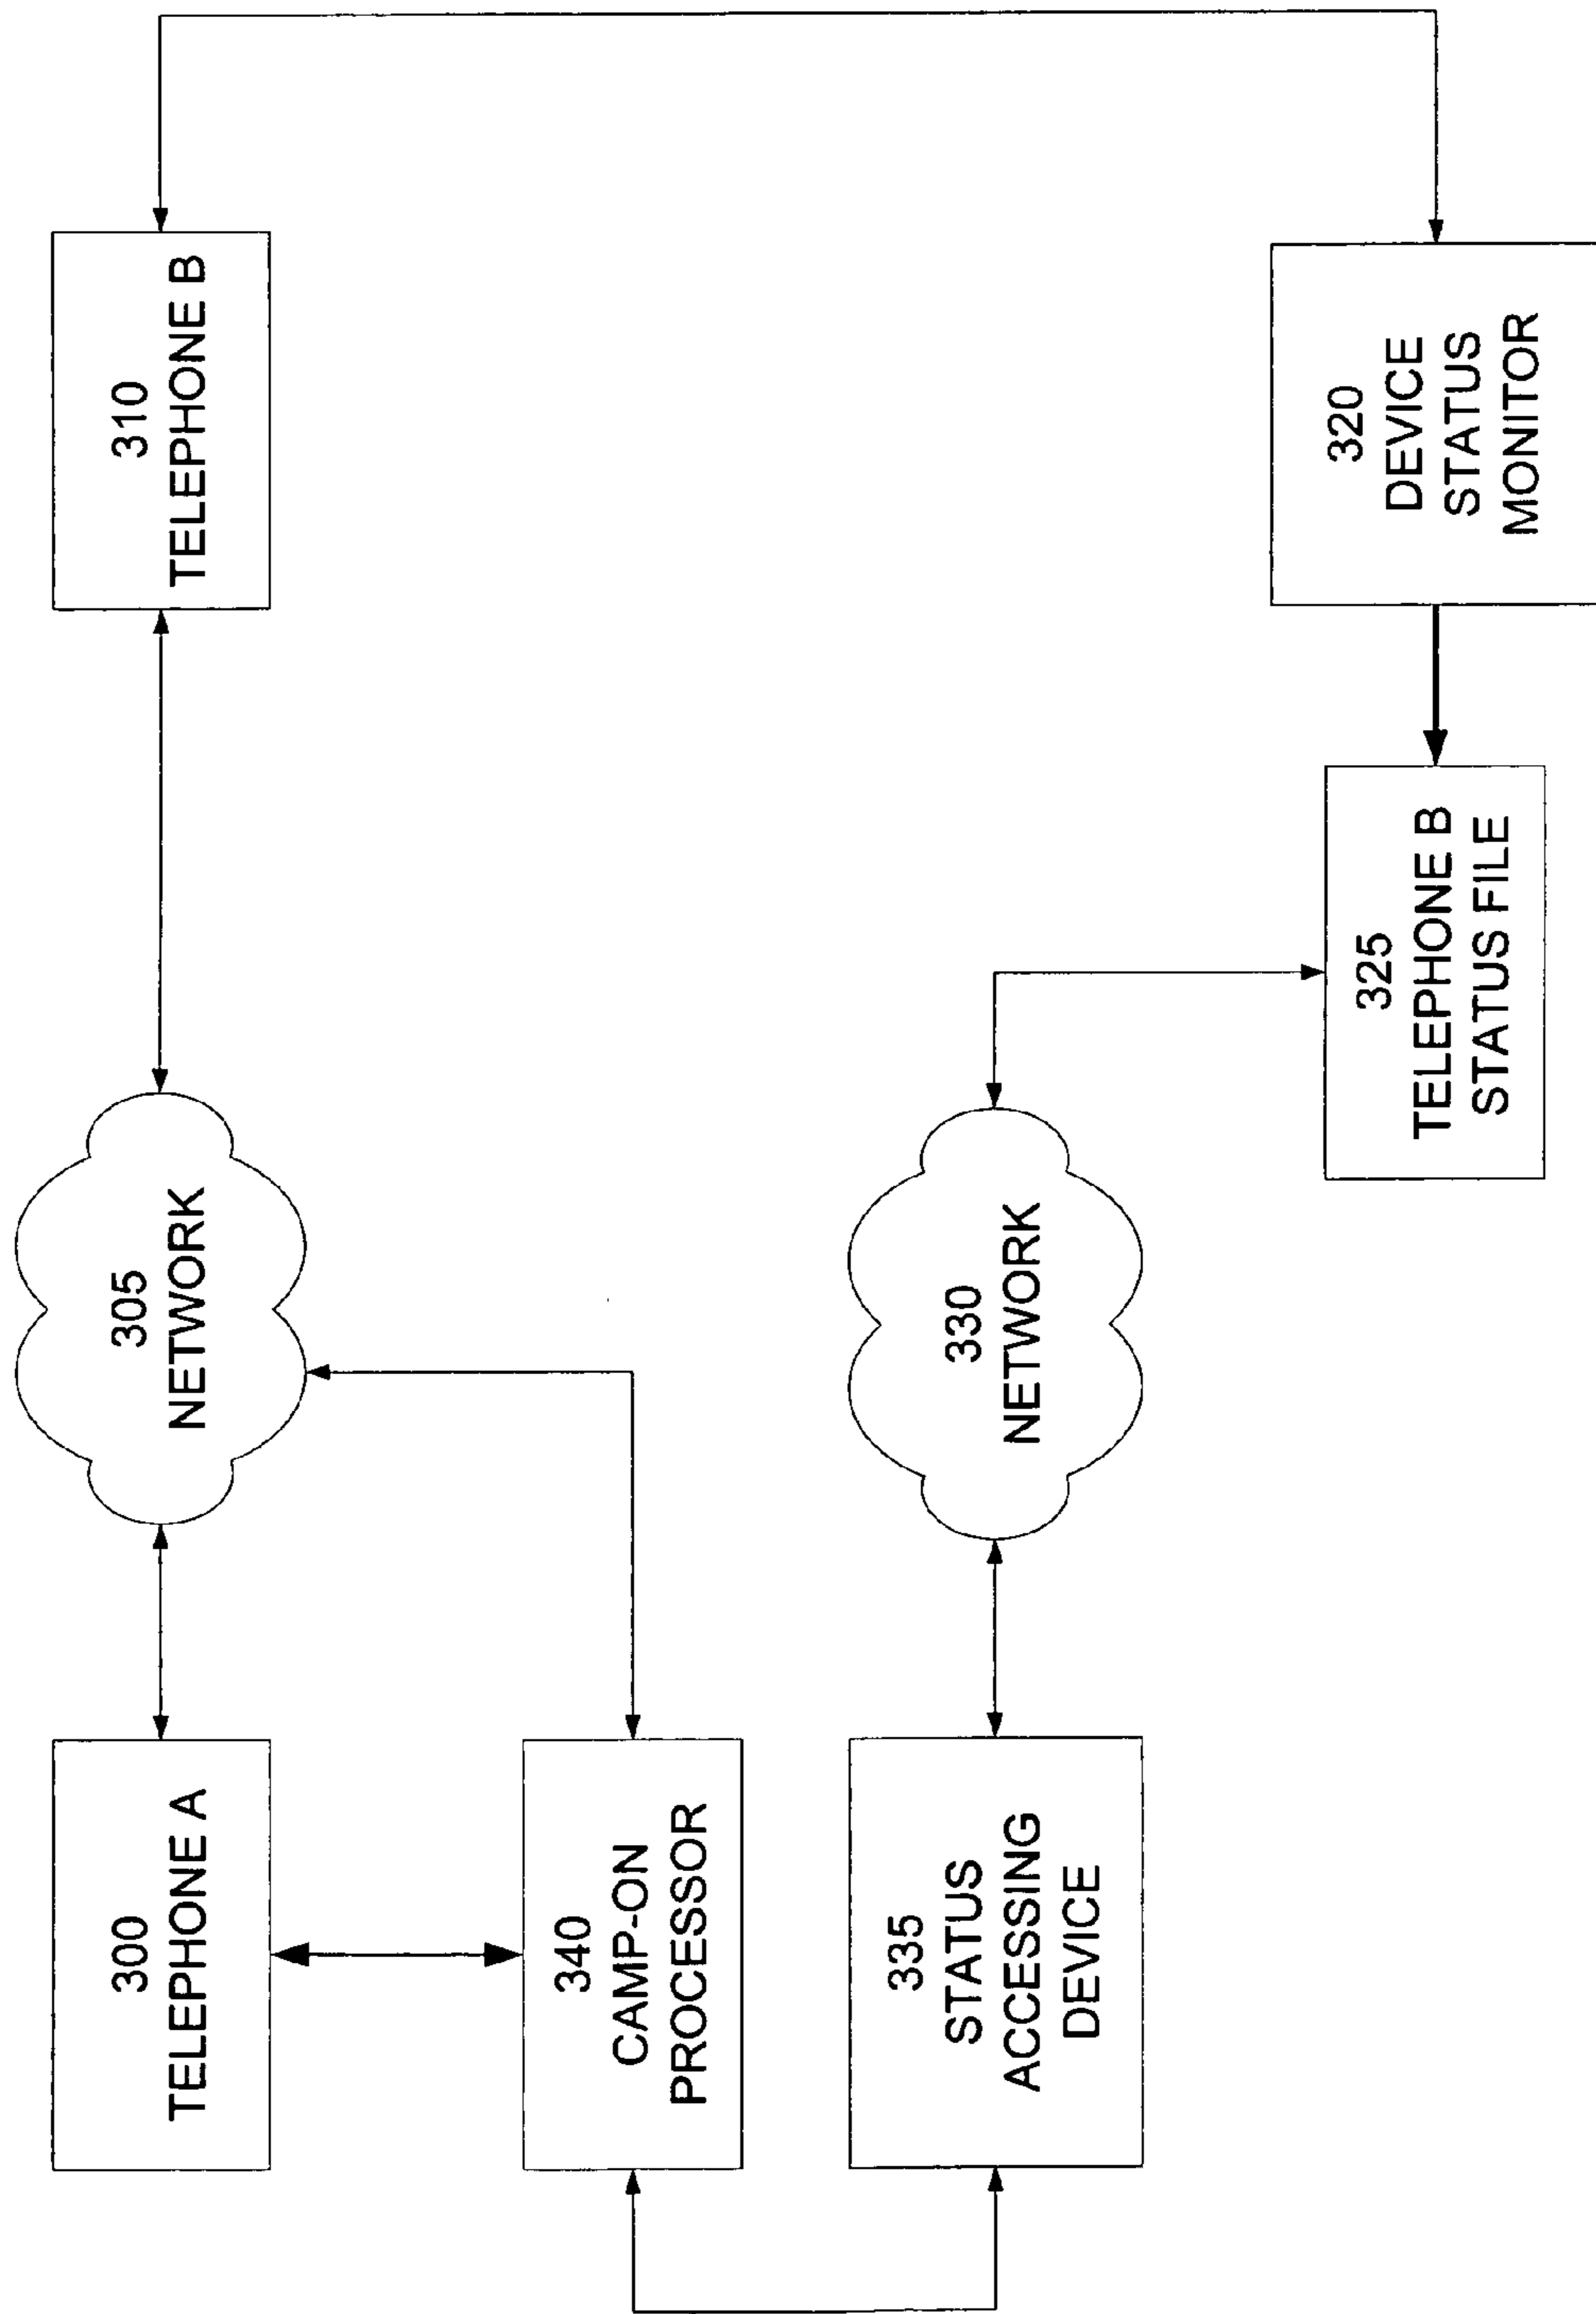 300
TELEPHONE A
305
NETWORK
310
TELEPHONE B
340
CAMP-ON
PROCESSOR
335
STATUS
ACCESSING
DEVICE
330
NETWORK
325
TELEPHONE B
STATUS FILE
320
DEVICE
STATUS
MONITOR